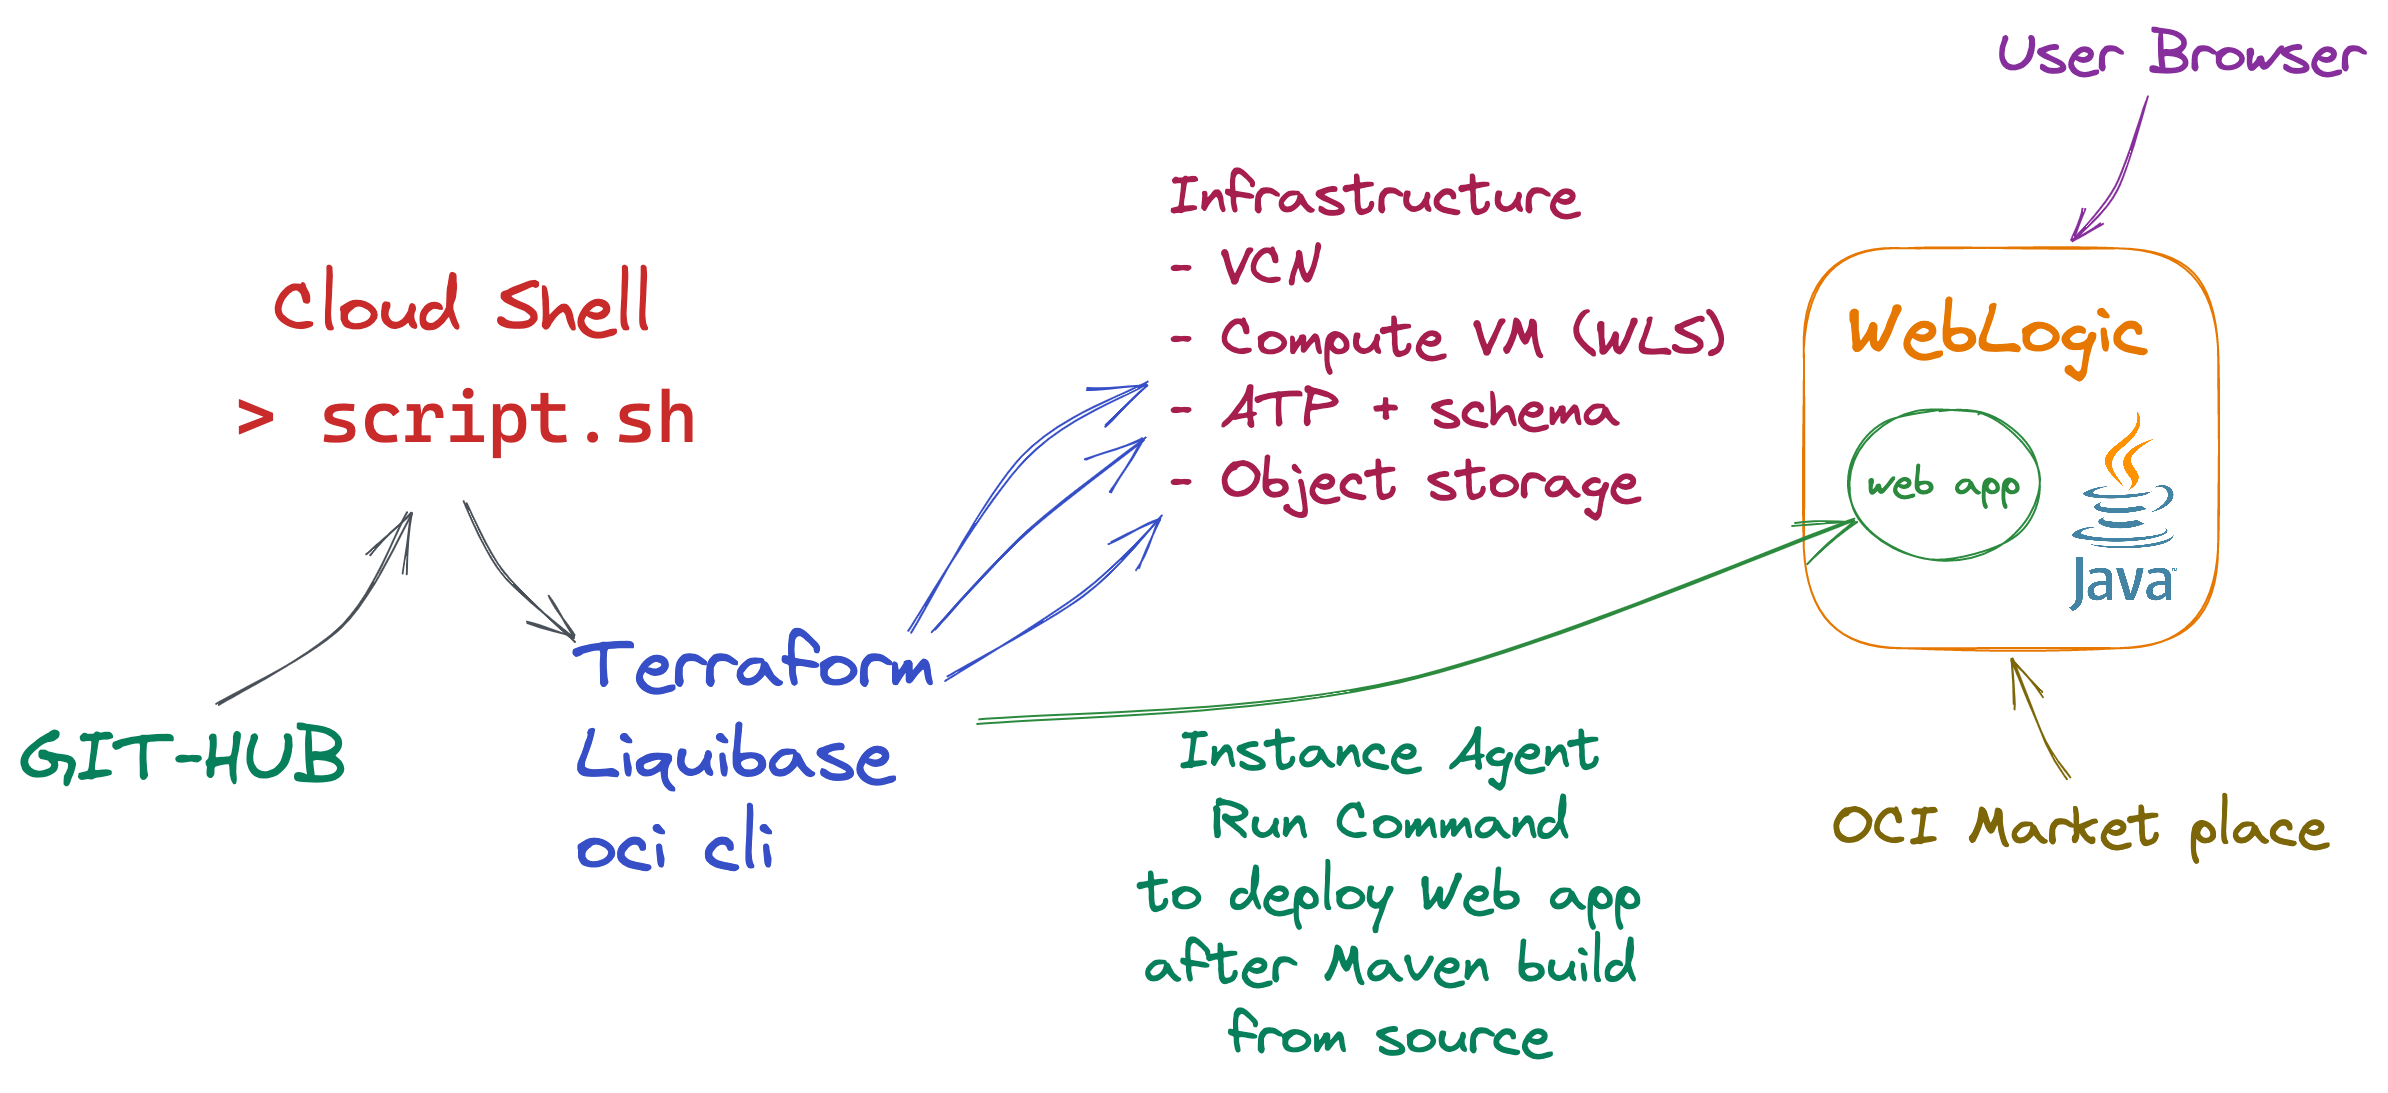 User Browser
Infrastructure
- VCN
- Compute VM (WLS)
- ATP + schema
- Object storage
Cloud Shell
> script.sh
WebLogic
web app
Java™
GIT-HUB
Terraform
Liquibase
oci cli
Instance Agent
Run Command
to deploy Web app
after Maven build
from source
OCI Market place